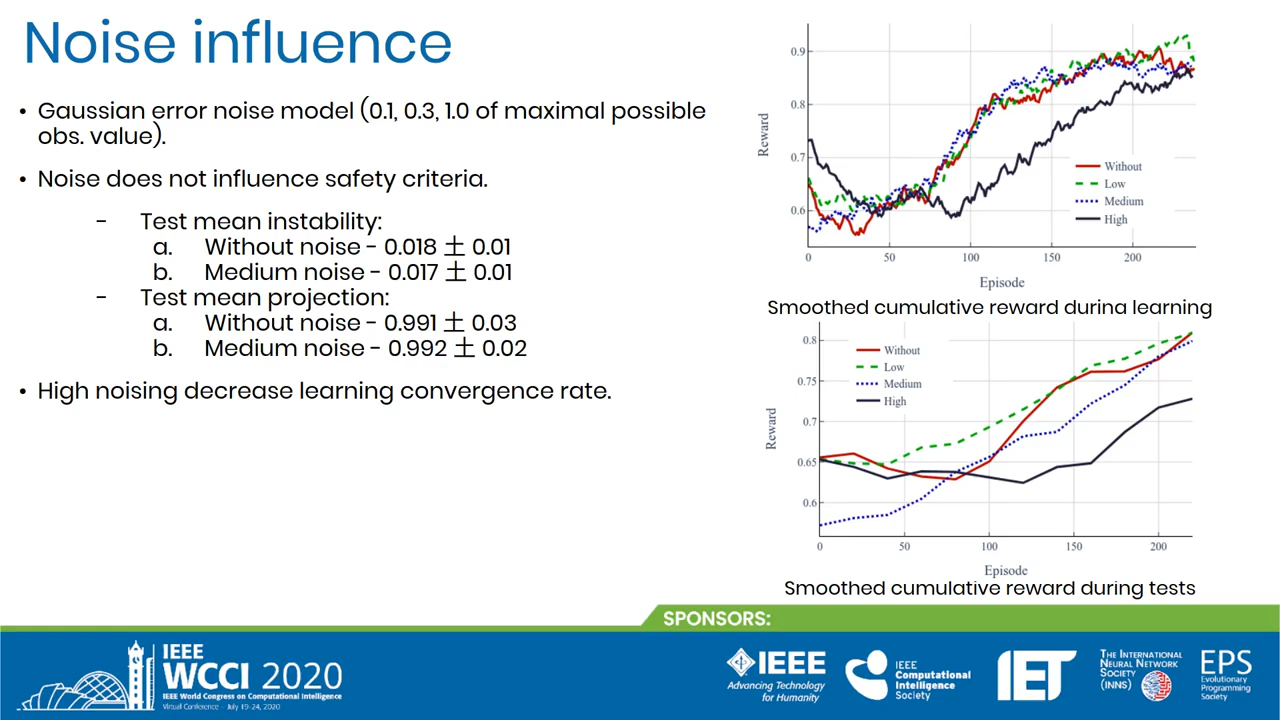 Noise influence
• Gaussian error noise model (0.1, 0.3, 1.0 of maximal possible
obs. value).
• Noise does not influence safety criteria.
- Test mean instability:
a. Without noise - 0.018 ± 0.01
b. Medium noise - 0.017 ± 0.01
- Test mean projection:
a. Without noise - 0.991 ± 0.03
b. Medium noise - 0.992 ± 0.02
• High noising decrease learning convergence rate.
0.9
0.8
0.7
0.6
Reward
Without
Low
Medium
High
0 50 100 150 200
Episode
Smoothed cumulative reward during learning
0.8
0.75
0.7
0.65
0.6
Reward
Without
Low
Medium
High
0 50 100 150 200
Episode
Smoothed cumulative reward during tests
SPONSORS:
IEEE
WCCI 2020
IEEE World Congress on Computational Intelligence
Virtual Conference - July 19-24, 2020
IEEE
Advancing Technology
for Humanity
IEEE
Computational
Intelligence
Society
IET
THE INTERNATIONAL
NEURAL NETWORK
SOCIETY
(INNS)
EPS
Evolutionary
Programming
Society